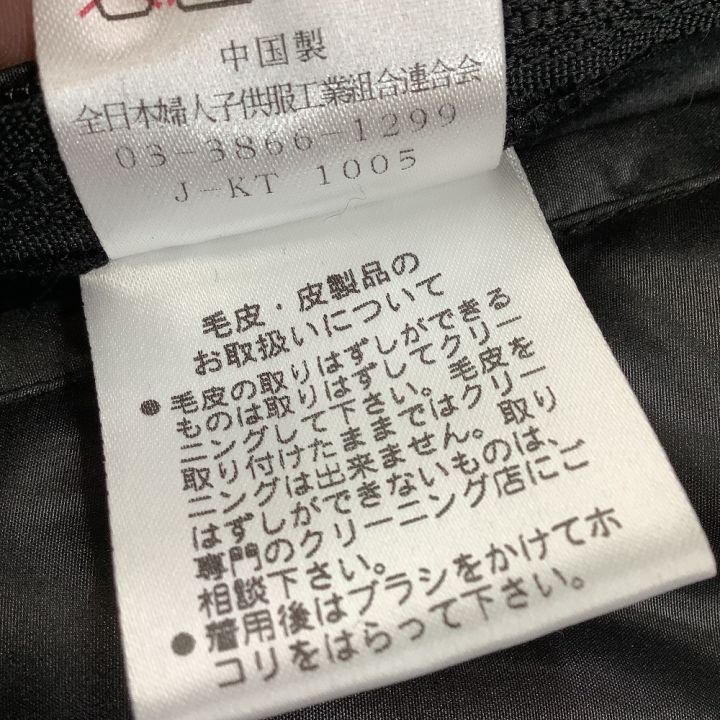 中国製
全日本婦人子供服工業組合連合会
03-3866-1299
J-KT 1005
毛皮・皮製品の
お取扱いについて
● 毛皮の取りはずしができる
ものは取りはずしてクリー
ニングして下さい。毛皮を
取り付けたままではクリー
ニングは出来ません。取り
はずしができないものは、
専門のクリーニング店にご
相談下さい。
● 着用後はブラシをかけてホ
コリをはらって下さい。